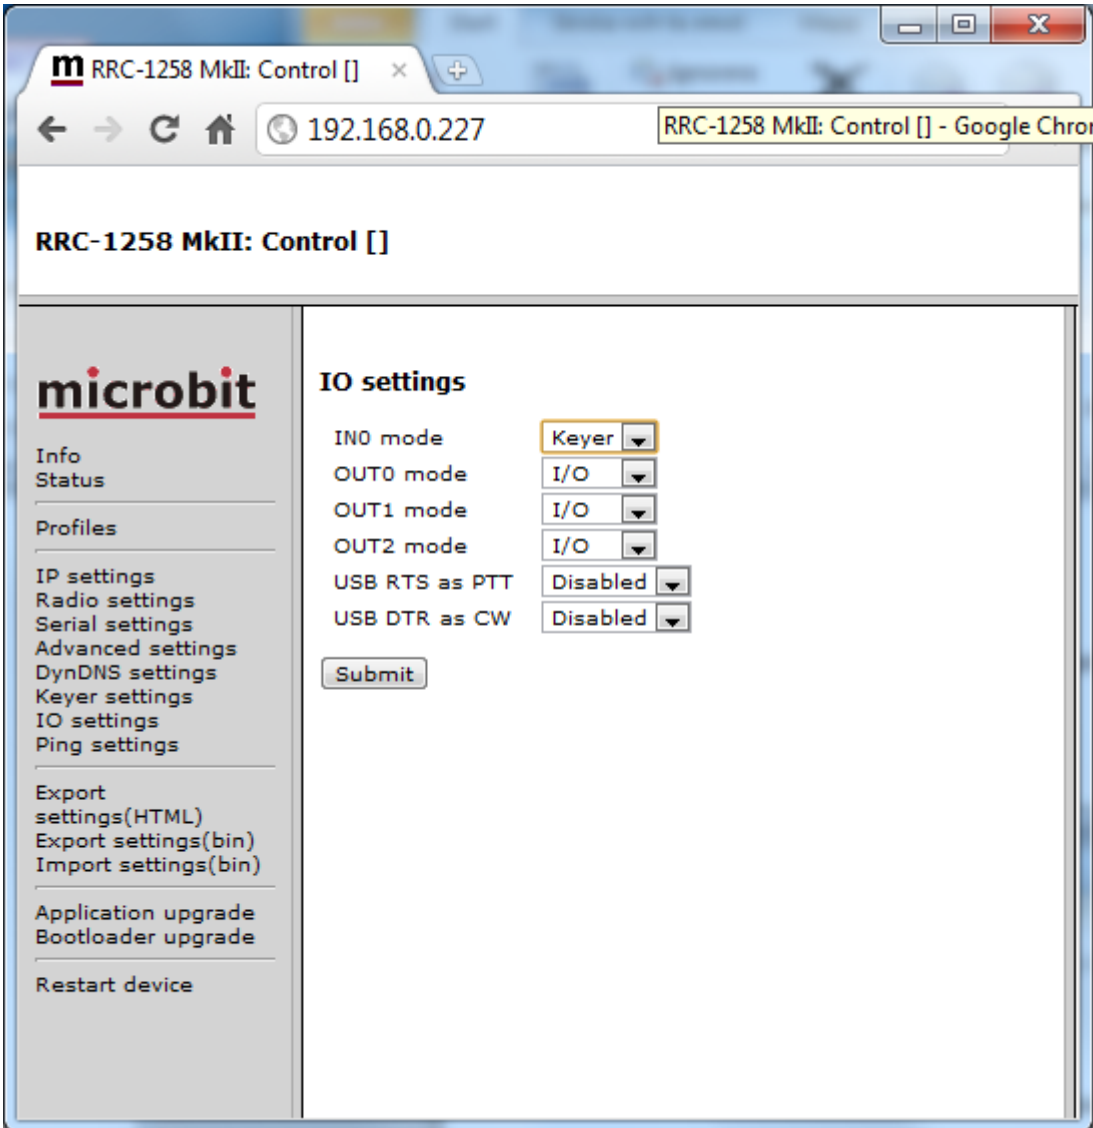 RRC-1258 MkII: Control []
192.168.0.227
RRC-1258 MkII: Control [] - Google Chro
RRC-1258 MkII: Control []
microbit
Info
Status
Profiles
IP settings
Radio settings
Serial settings
Advanced settings
DynDNS settings
Keyer settings
IO settings
Ping settings
Export
settings(HTML)
Export settings(bin)
Import settings(bin)
Application upgrade
Bootloader upgrade
Restart device
IO settings
IN0 mode Keyer
OUT0 mode I/O
OUT1 mode I/O
OUT2 mode I/O
USB RTS as PTT Disabled
USB DTR as CW Disabled
Submit